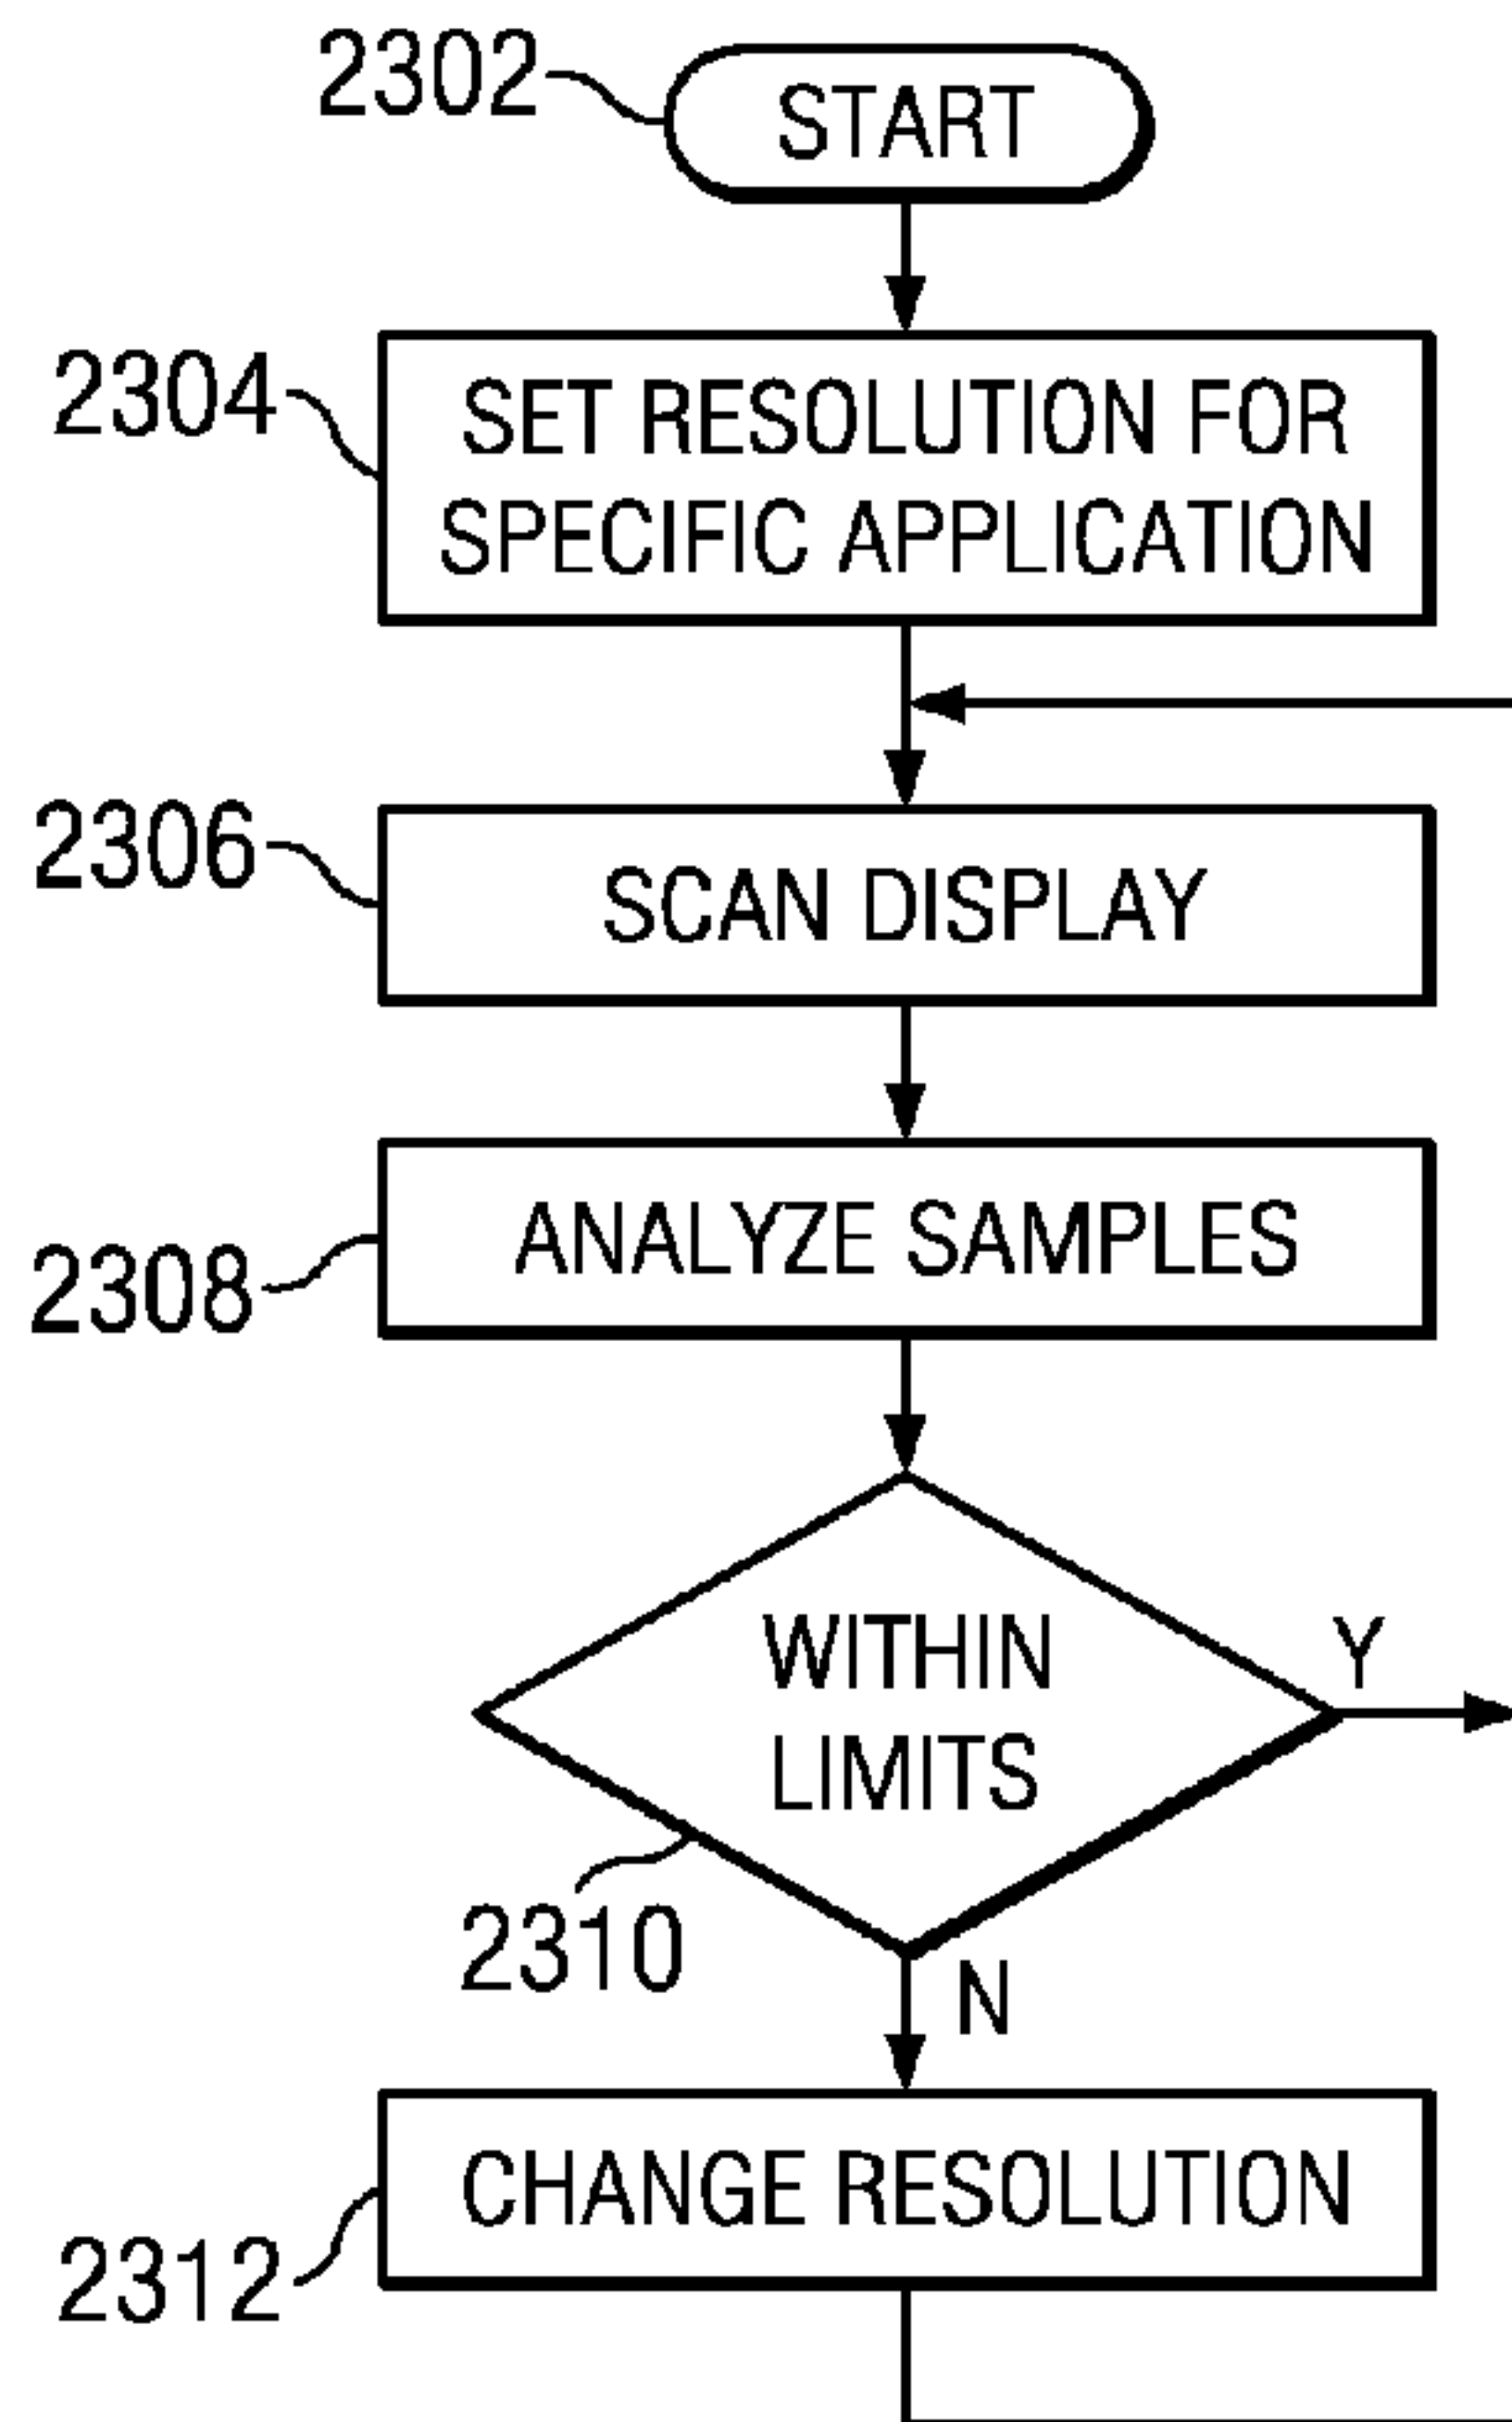 2302
START
2304
SET RESOLUTION FOR
SPECIFIC APPLICATION
2306
SCAN DISPLAY
2308
ANALYZE SAMPLES
WITHIN
LIMITS
Y
2310
N
CHANGE RESOLUTION
2312